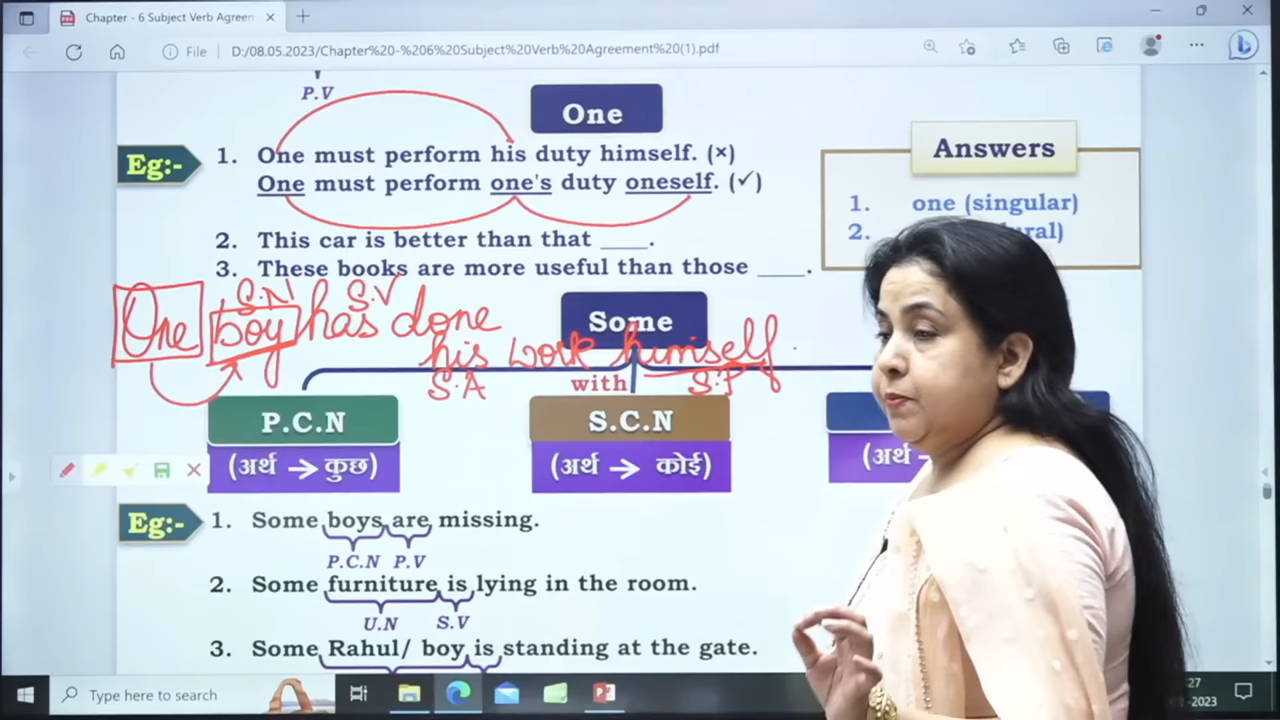 Chapter - 6 Subject Verb Agreem
File D:/08.05.2023/Chapter%20-%206%20Subject%20Verb%20Agreement%20(1).pdf
P.V
One
Eg:- 1. One must perform his duty himself. (×)
One must perform one's duty oneself. (✓)
2. This car is better than that ____.
3. These books are more useful than those ____.
Answers
1. one (singular)
2. ural)
S.N S.V
One boy has done
his work himself.
S.A S.P
Some
with
P.C.N S.C.N
(अर्थ → कुछ) (अर्थ → कोई) (अर्थ -
Eg:- 1. Some boys are missing.
P.C.N P.V
2. Some furniture is lying in the room.
U.N S.V
3. Some Rahul/ boy is standing at the gate.
Type here to search
27
-2023